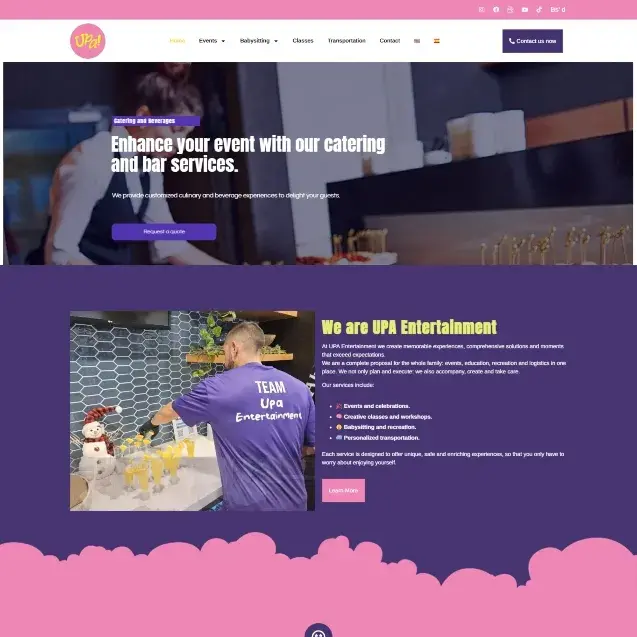 UPA!
Home Events Babysitting Classes Transportation Contact
Contact us now
Catering and Beverages
Enhance your event with our catering
and bar services.
We provide customized culinary and beverage experiences to delight your guests.
Request a quote
We are UPA Entertainment
At UPA Entertainment we create memorable experiences, comprehensive solutions and moments
that exceed expectations.
We are a complete proposal for the whole family: events, education, recreation and logistics in one
place. We not only plan and execute: we also accompany, create and take care.
Our services include:
Events and celebrations.
Creative classes and workshops.
Babysitting and recreation.
Personalized transportation.
Each service is designed to offer unique, safe and enriching experiences, so that you only have to
worry about enjoying yourself.
Learn More
TEAM
Upa
Entertainment